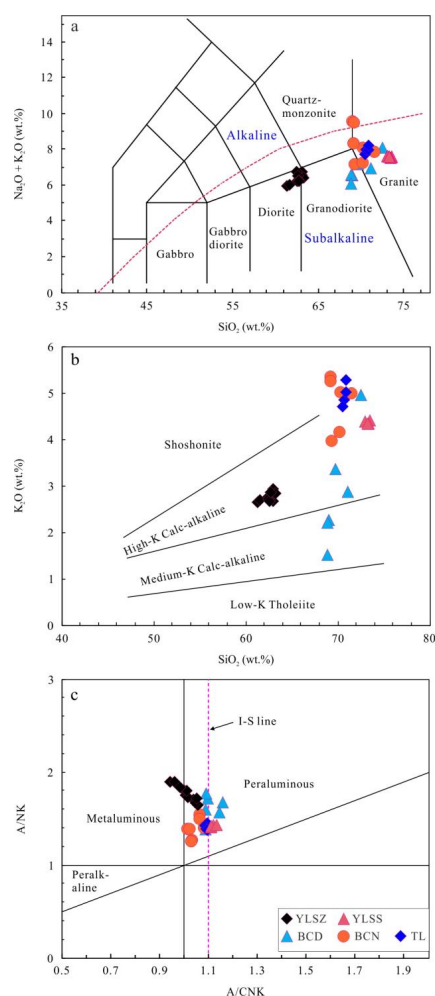 a
Na₂O + K₂O (wt.%)
16
14
12
10
8
6
4
2
0
Quartz-
monzonite
Alkaline
Granite
Diorite
Granodiorite
Gabbro
diorite
Gabbro
Subalkaline
35
45
55
65
75
SiO₂ (wt.%)
b
K₂O (wt.%)
6
5
4
3
2
1
0
Shoshonite
High-K Calc-alkaline
Medium-K Calc-alkaline
Low-K Tholeiite
40
50
60
70
80
SiO₂ (wt.%)
c
A/NK
3
2
1
0
I-S line
Peraluminous
Metaluminous
Peralk-
aline
YLSZ
YLSS
BCD
BCN
TL
0.5
0.7
0.9
1.1
1.3
1.5
1.7
1.9
A/CNK